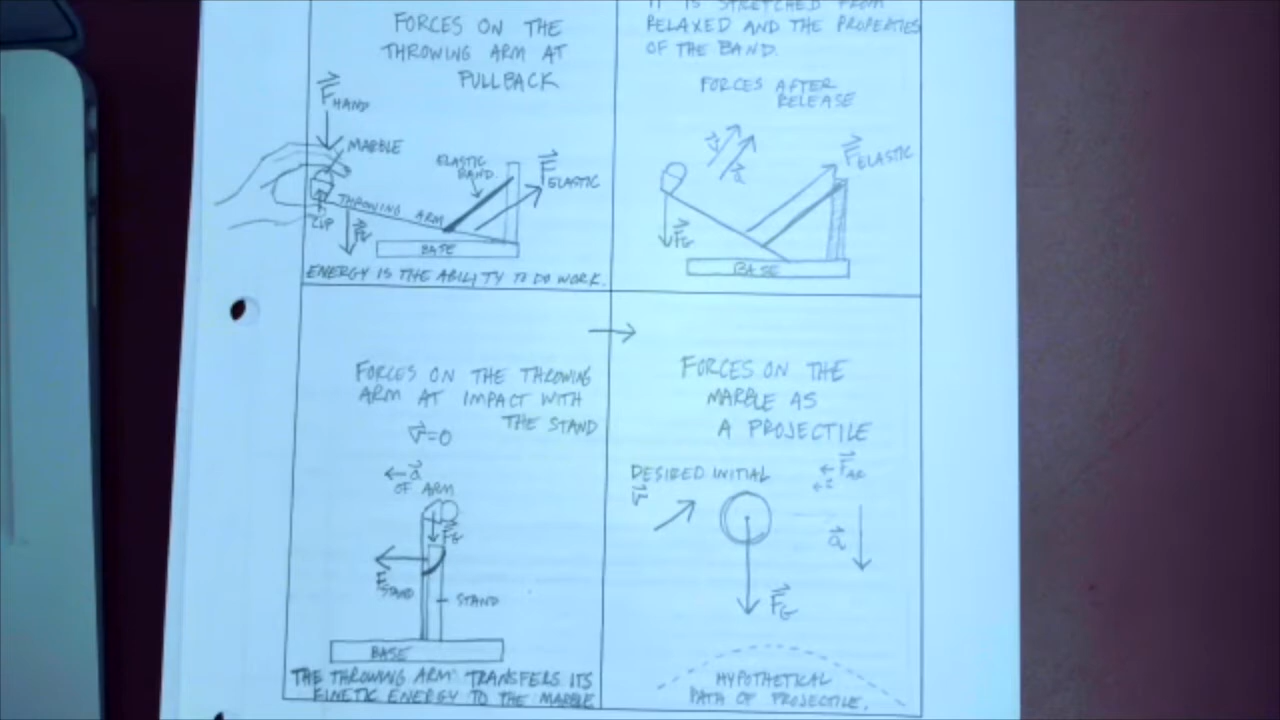 FORCES ON THE
THROWING ARM AT
PULLBACK
F HAND
MARBLE
ELASTIC
BAND
F ELASTIC
THROWING ARM
CUP
FG
BASE
ENERGY IS THE ABILITY TO DO WORK.
IT IS STRETCHED FROM
RELAXED AND THE PROPERTIES
OF THE BAND.
FORCES AFTER
RELEASE
v
a
F ELASTIC
FG
BASE
FORCES ON THE THROWING
ARM AT IMPACT WITH
THE STAND
v=0
a
OF ARM
FG
F STAND
STAND
BASE
THE THROWING ARM TRANSFERS ITS
KINETIC ENERGY TO THE MARBLE
FORCES ON THE
MARBLE AS
A PROJECTILE
DESIRED INITIAL
v
a
FG
HYPOTHETICAL
PATH OF PROJECTILE.